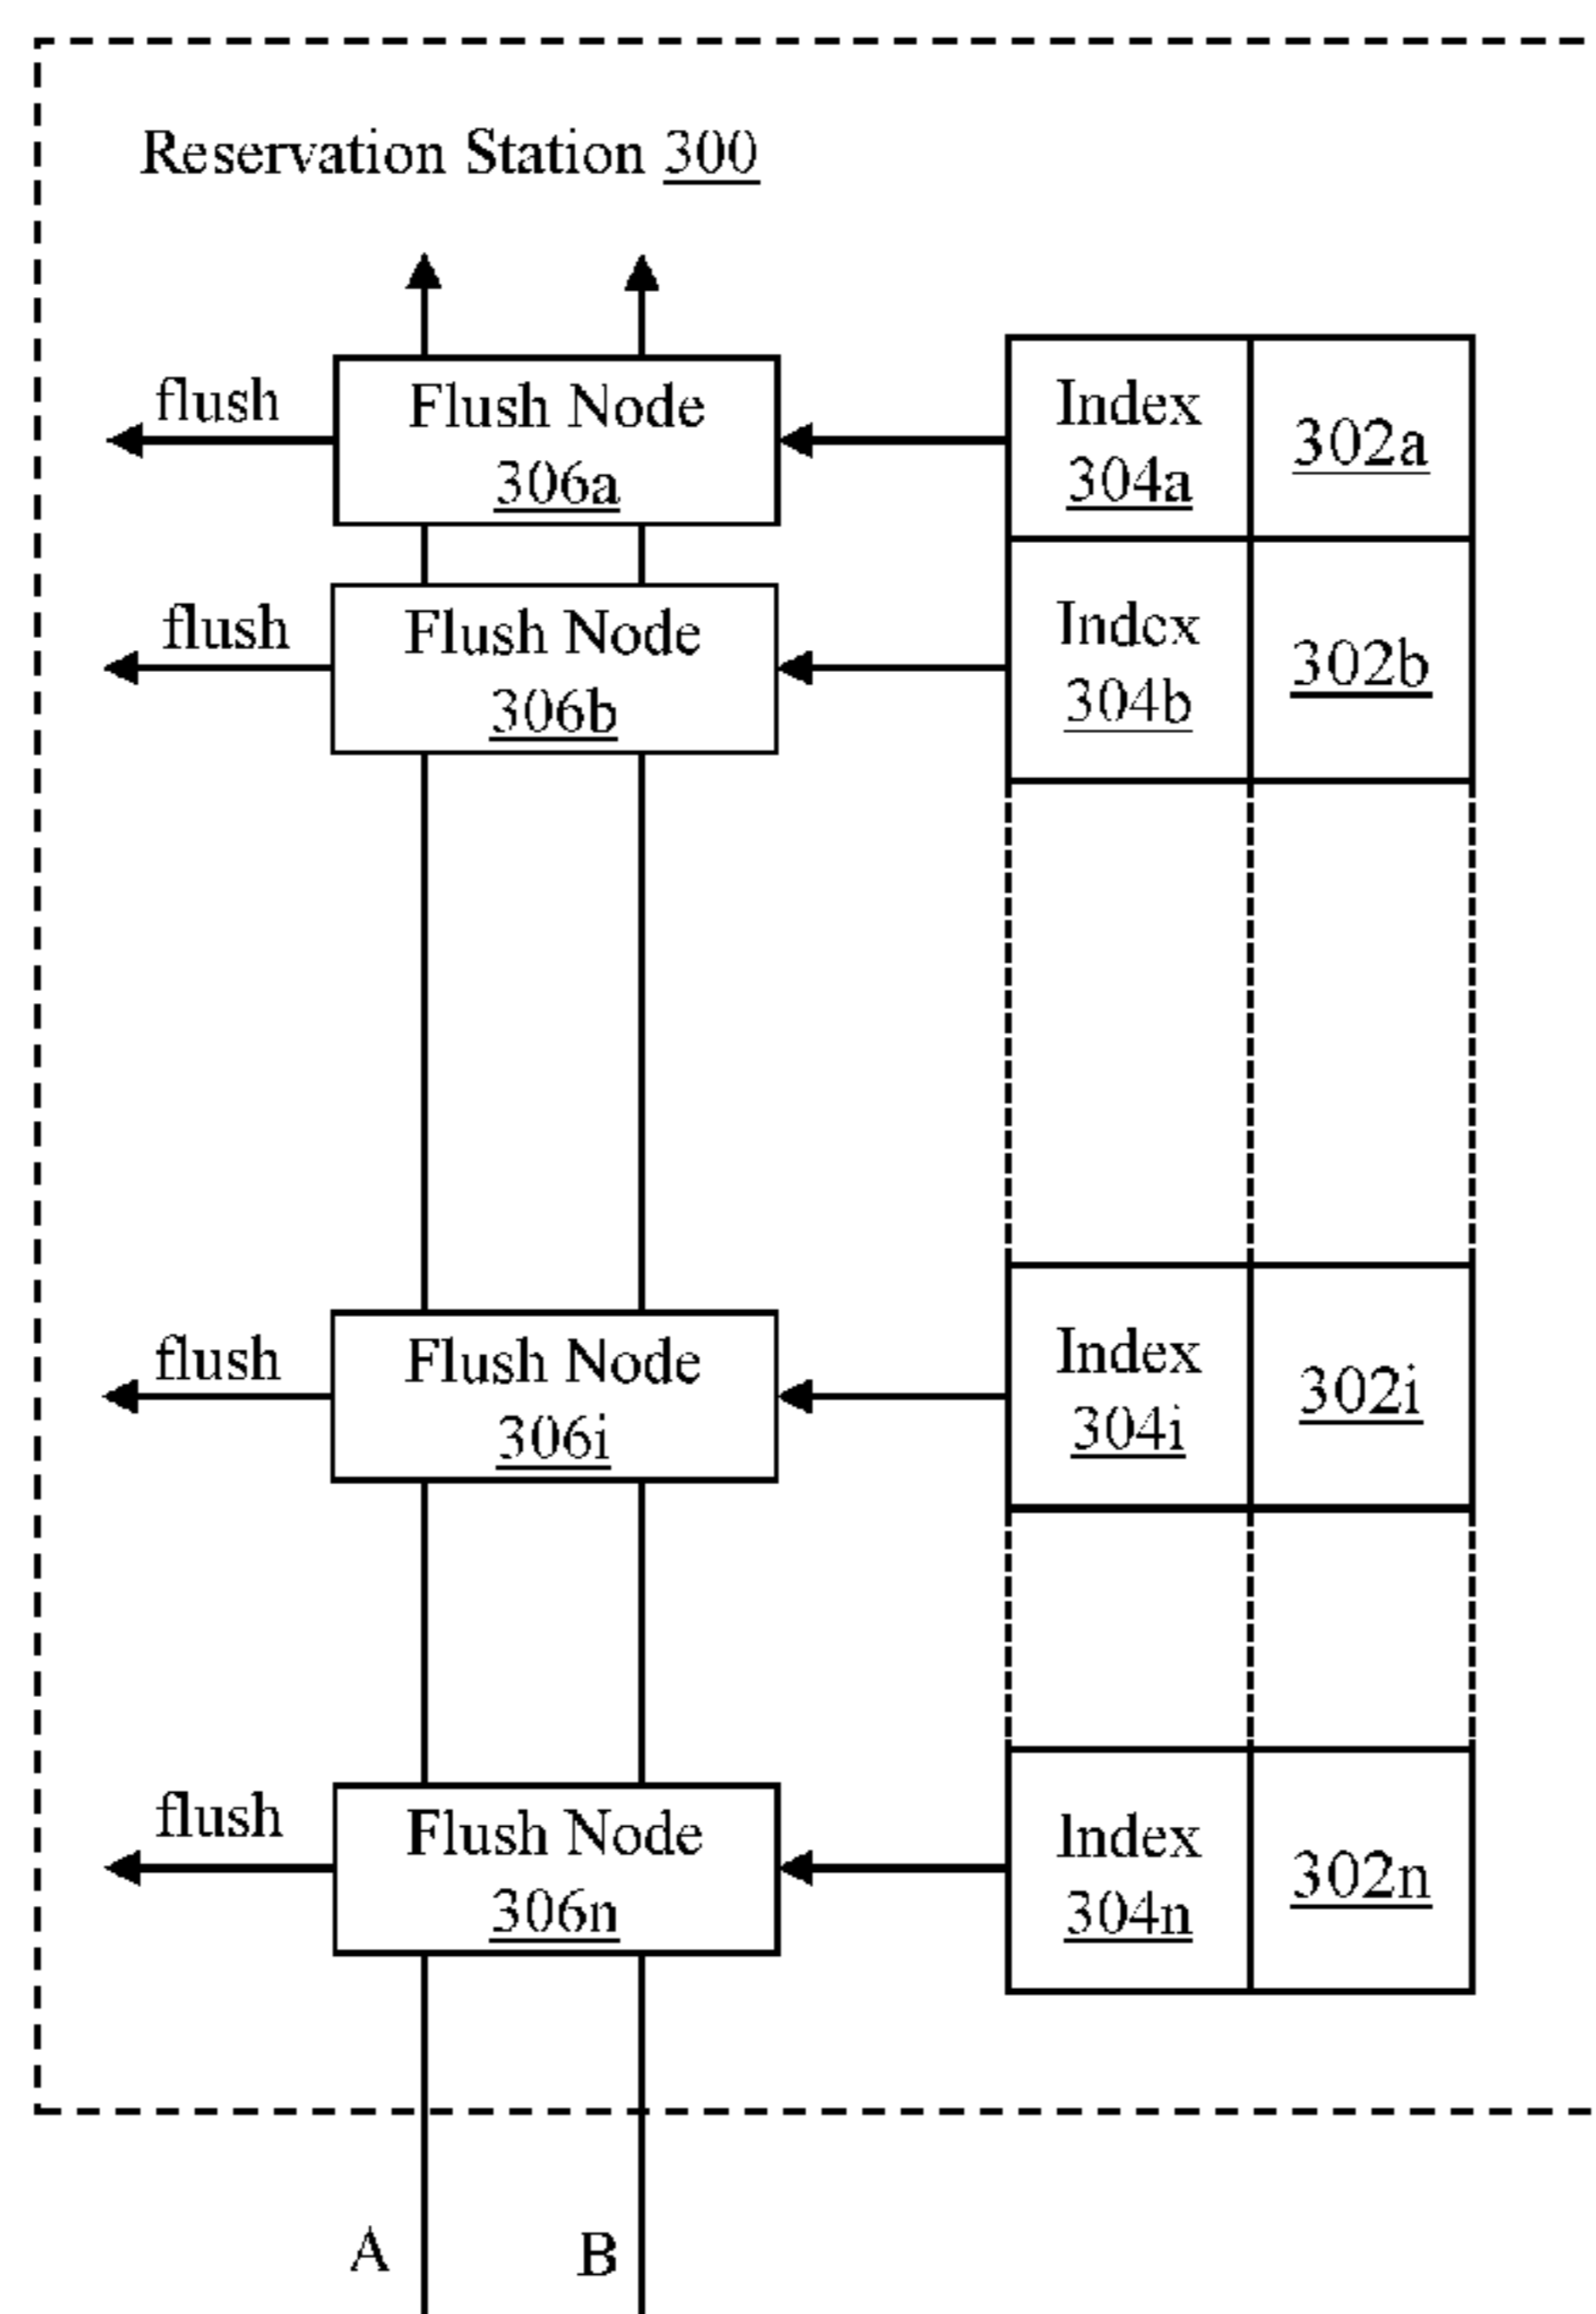 Reservation Station 300
flush
Flush Node
306a
Index
304a
302a
flush
Flush Node
306b
Index
304b
302b
flush
Flush Node
306i
Index
304i
302i
flush
Flush Node
306n
Index
304n
302n
A
B